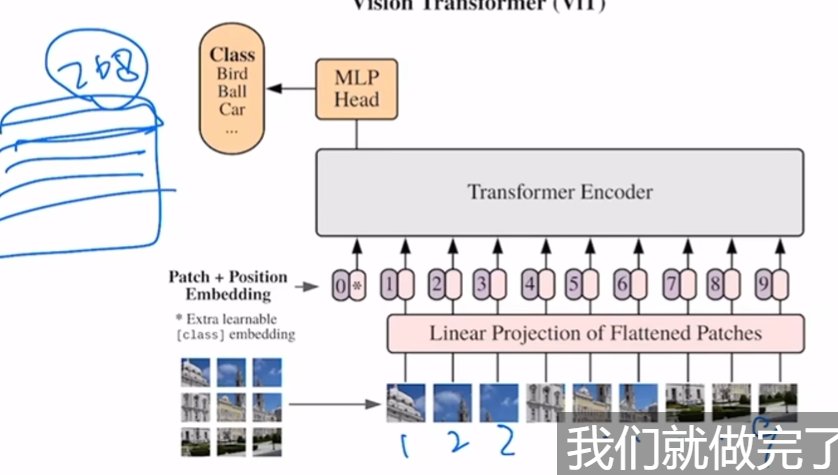 Vision Transformer (ViT)
268
Class
Bird
Ball
Car
...
MLP
Head
Transformer Encoder
Patch + Position
Embedding
0 * 1 2 3 4 5 6 7 8 9
* Extra learnable
[class] embedding
Linear Projection of Flattened Patches
1 2 2 9
我们就做完了